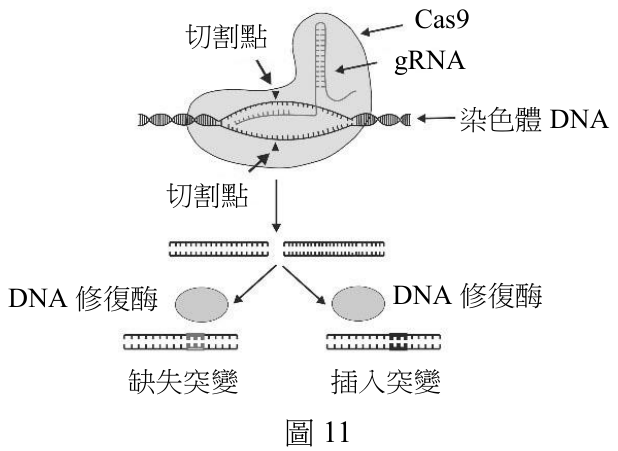 Cas9
切割點
gRNA
染色體 DNA
切割點
DNA 修復酶
DNA 修復酶
缺失突變
插入突變
圖 11